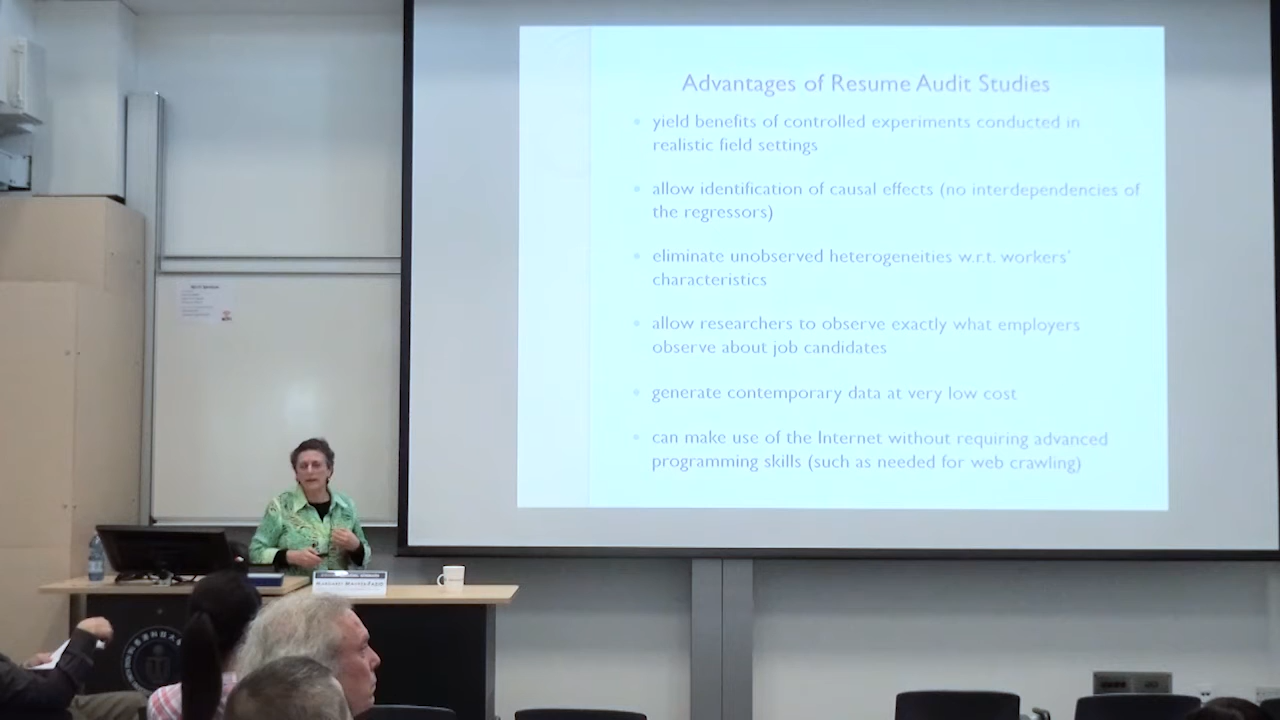 Advantages of Resume Audit Studies
yield benefits of controlled experiments conducted in
realistic field settings
allow identification of causal effects (no interdependencies of
the regressors)
eliminate unobserved heterogeneities w.r.t. workers'
characteristics
allow researchers to observe exactly what employers
observe about job candidates
generate contemporary data at very low cost
can make use of the Internet without requiring advanced
programming skills (such as needed for web crawling)